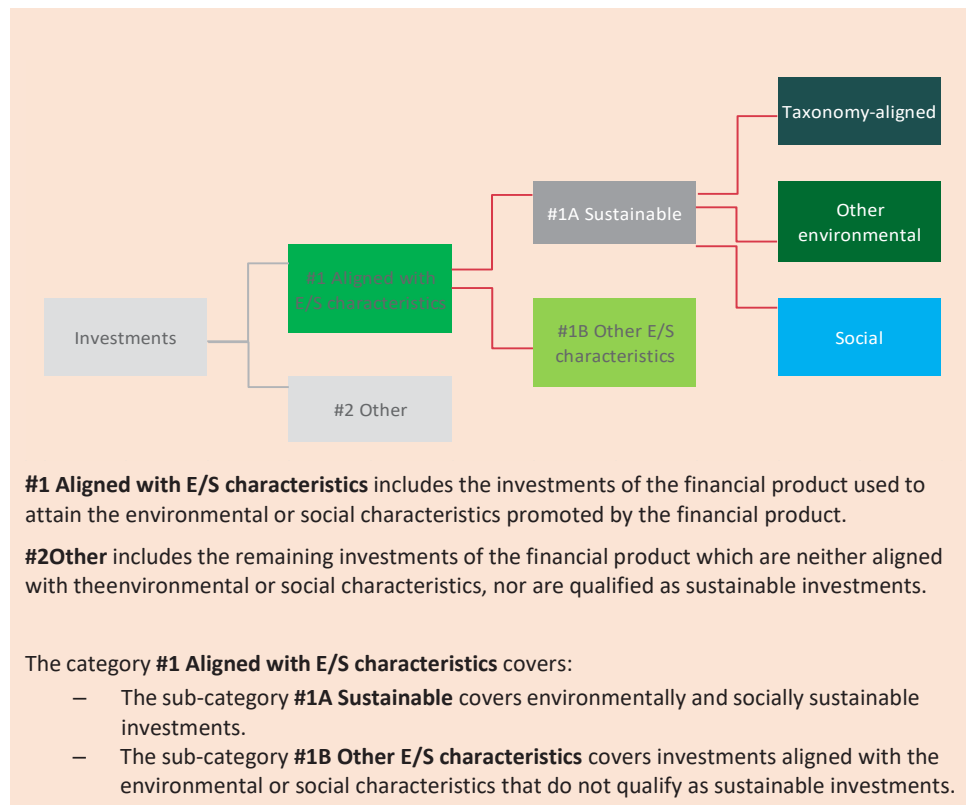 Taxonomy-aligned
#1A Sustainable
Other
environmental
#1 Aligned with
E/S characteristics
Investments
#1B Other E/S
characteristics
Social
#2 Other
#1 Aligned with E/S characteristics includes the investments of the financial product used to
attain the environmental or social characteristics promoted by the financial product.
#2Other includes the remaining investments of the financial product which are neither aligned
with theenvironmental or social characteristics, nor are qualified as sustainable investments.
The category #1 Aligned with E/S characteristics covers:
– The sub-category #1A Sustainable covers environmentally and socially sustainable
investments.
– The sub-category #1B Other E/S characteristics covers investments aligned with the
environmental or social characteristics that do not qualify as sustainable investments.